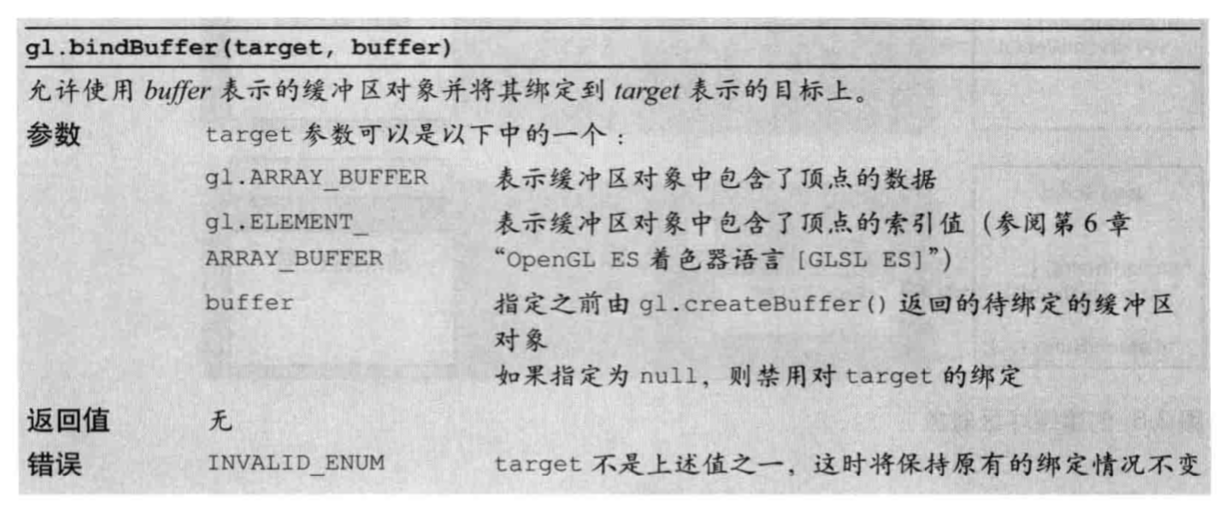 gl.bindBuffer(target, buffer)
允许使用 buffer 表示的缓冲区对象并将其绑定到 target 表示的目标上。
参数 target 参数可以是以下中的一个：
gl.ARRAY_BUFFER 表示缓冲区对象中包含了顶点的数据
gl.ELEMENT_ 表示缓冲区对象中包含了顶点的索引值（参阅第 6 章
ARRAY_BUFFER “OpenGL ES 着色器语言 [GLSL ES]”）
buffer 指定之前由 gl.createBuffer() 返回的待绑定的缓冲区
对象
如果指定为 null，则禁用对 target 的绑定
返回值 无
错误 INVALID_ENUM target 不是上述值之一，这时将保持原有的绑定情况不变